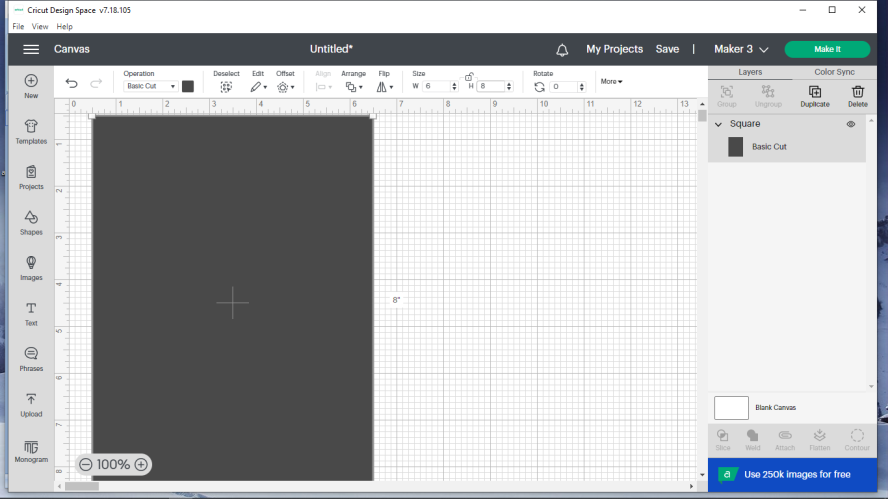 Cricut Design Space v7.18.105
File View Help
Canvas
Untitled*
My Projects Save | Maker 3
Make It
New
Templates
Projects
Shapes
Images
Text
Phrases
Upload
Monogram
Operation
Basic Cut
Deselect Edit Offset Align Arrange Flip
Size
W 6 H 8
Rotate
0
More
0 1 2 3 4 5 6 7 8 9 10 11 12 13
1
2
3
4
5
6
7
8
8"
100%
Layers Color Sync
Group Ungroup Duplicate Delete
Square
Basic Cut
Blank Canvas
Slice Weld Attach Flatten Contour
a Use 250k images for free